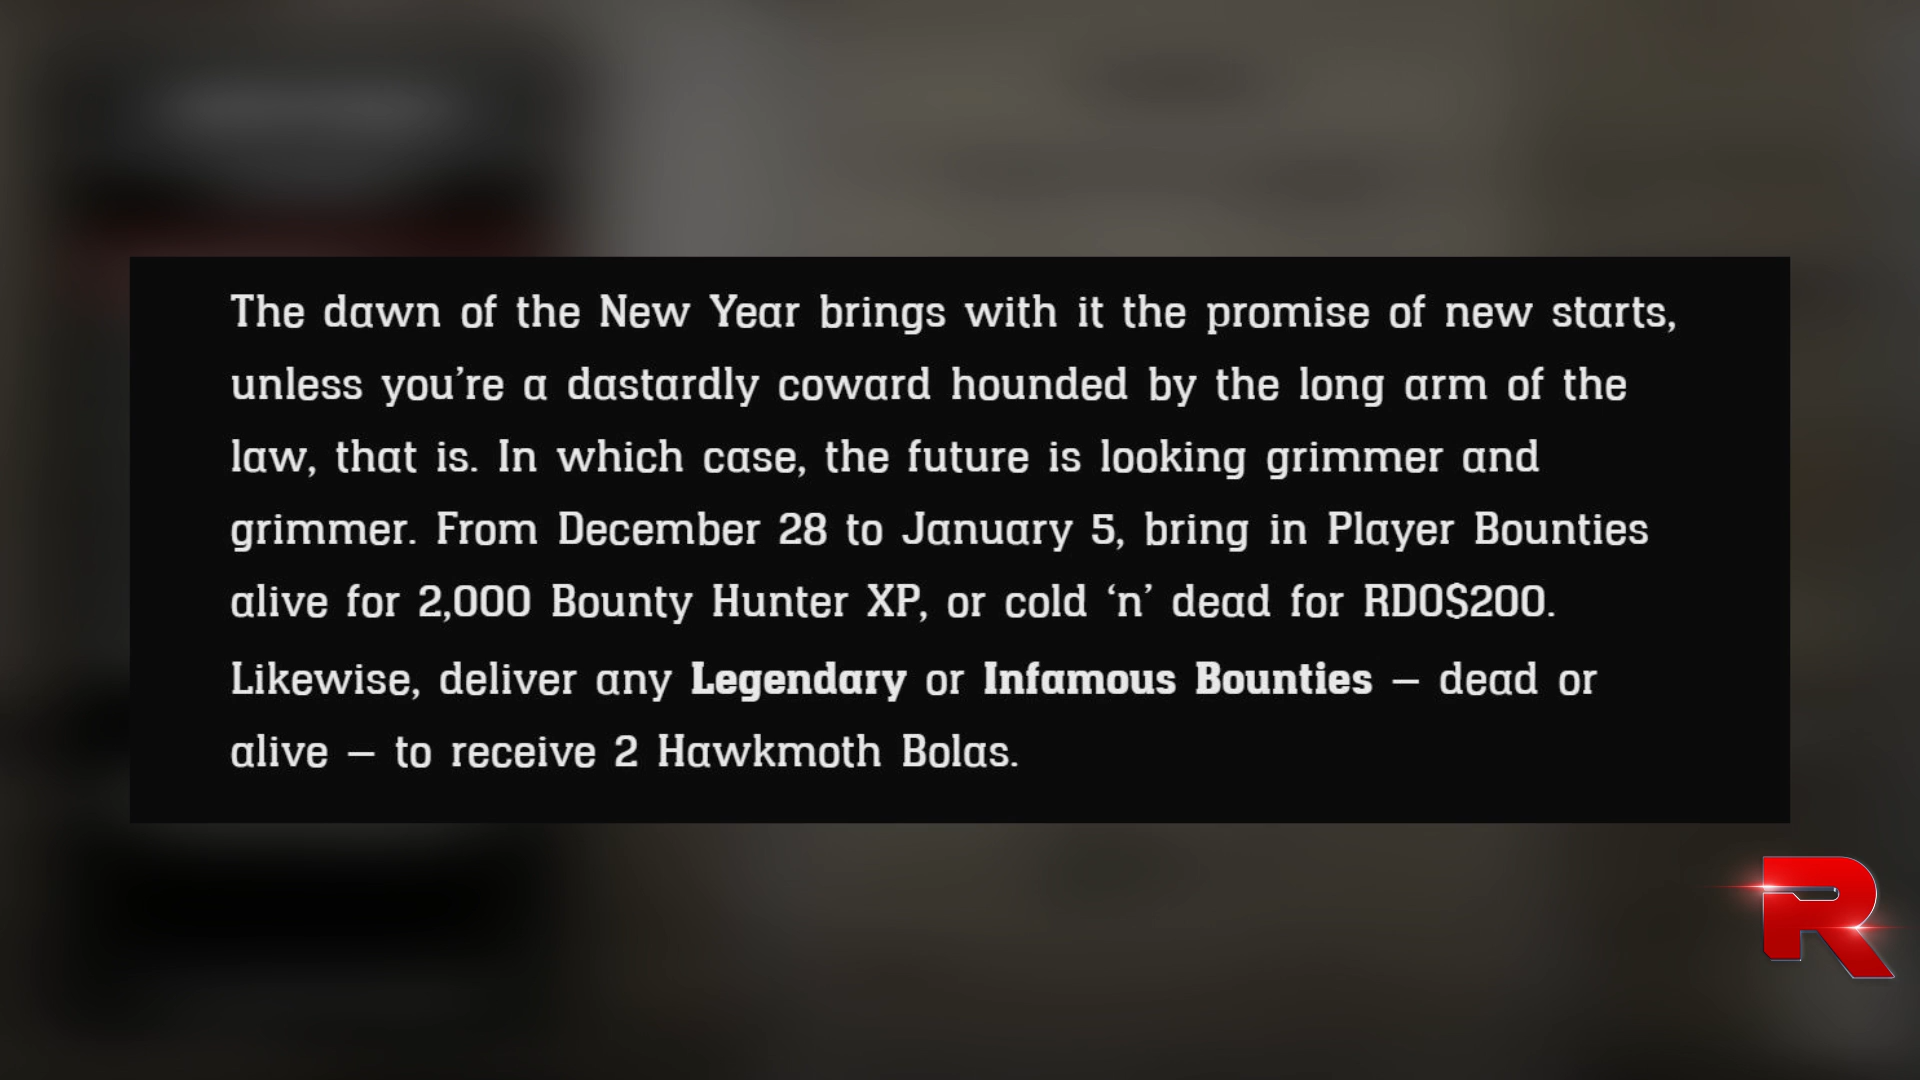 The dawn of the New Year brings with it the promise of new starts,
unless you’re a dastardly coward hounded by the long arm of the
law, that is. In which case, the future is looking grimmer and
grimmer. From December 28 to January 5, bring in Player Bounties
alive for 2,000 Bounty Hunter XP, or cold ‘n’ dead for RDO$200.
Likewise, deliver any Legendary or Infamous Bounties – dead or
alive – to receive 2 Hawkmoth Bolas.
R